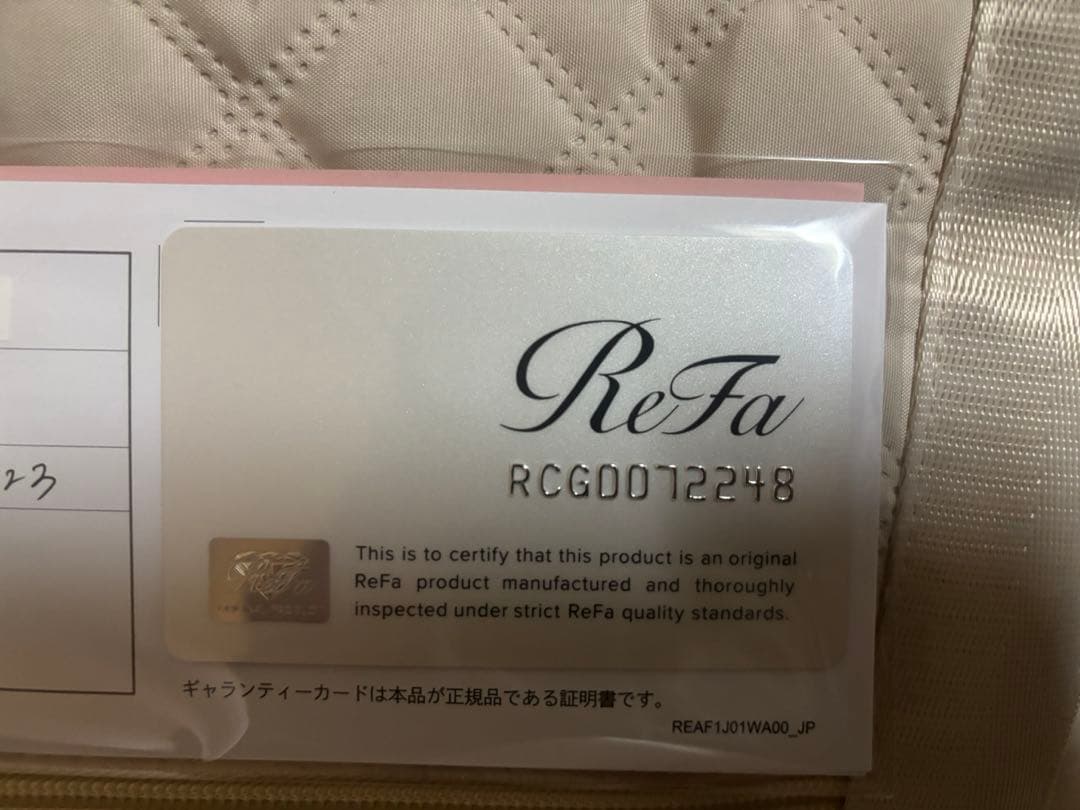 ReFa
RCG0072248
23
ReFa
This is to certify that this product is an original
ReFa product manufactured and thoroughly
inspected under strict ReFa quality standards.
ギャランティーカードは本品が正規品である証明書です。
REAF1J01WA00_JP